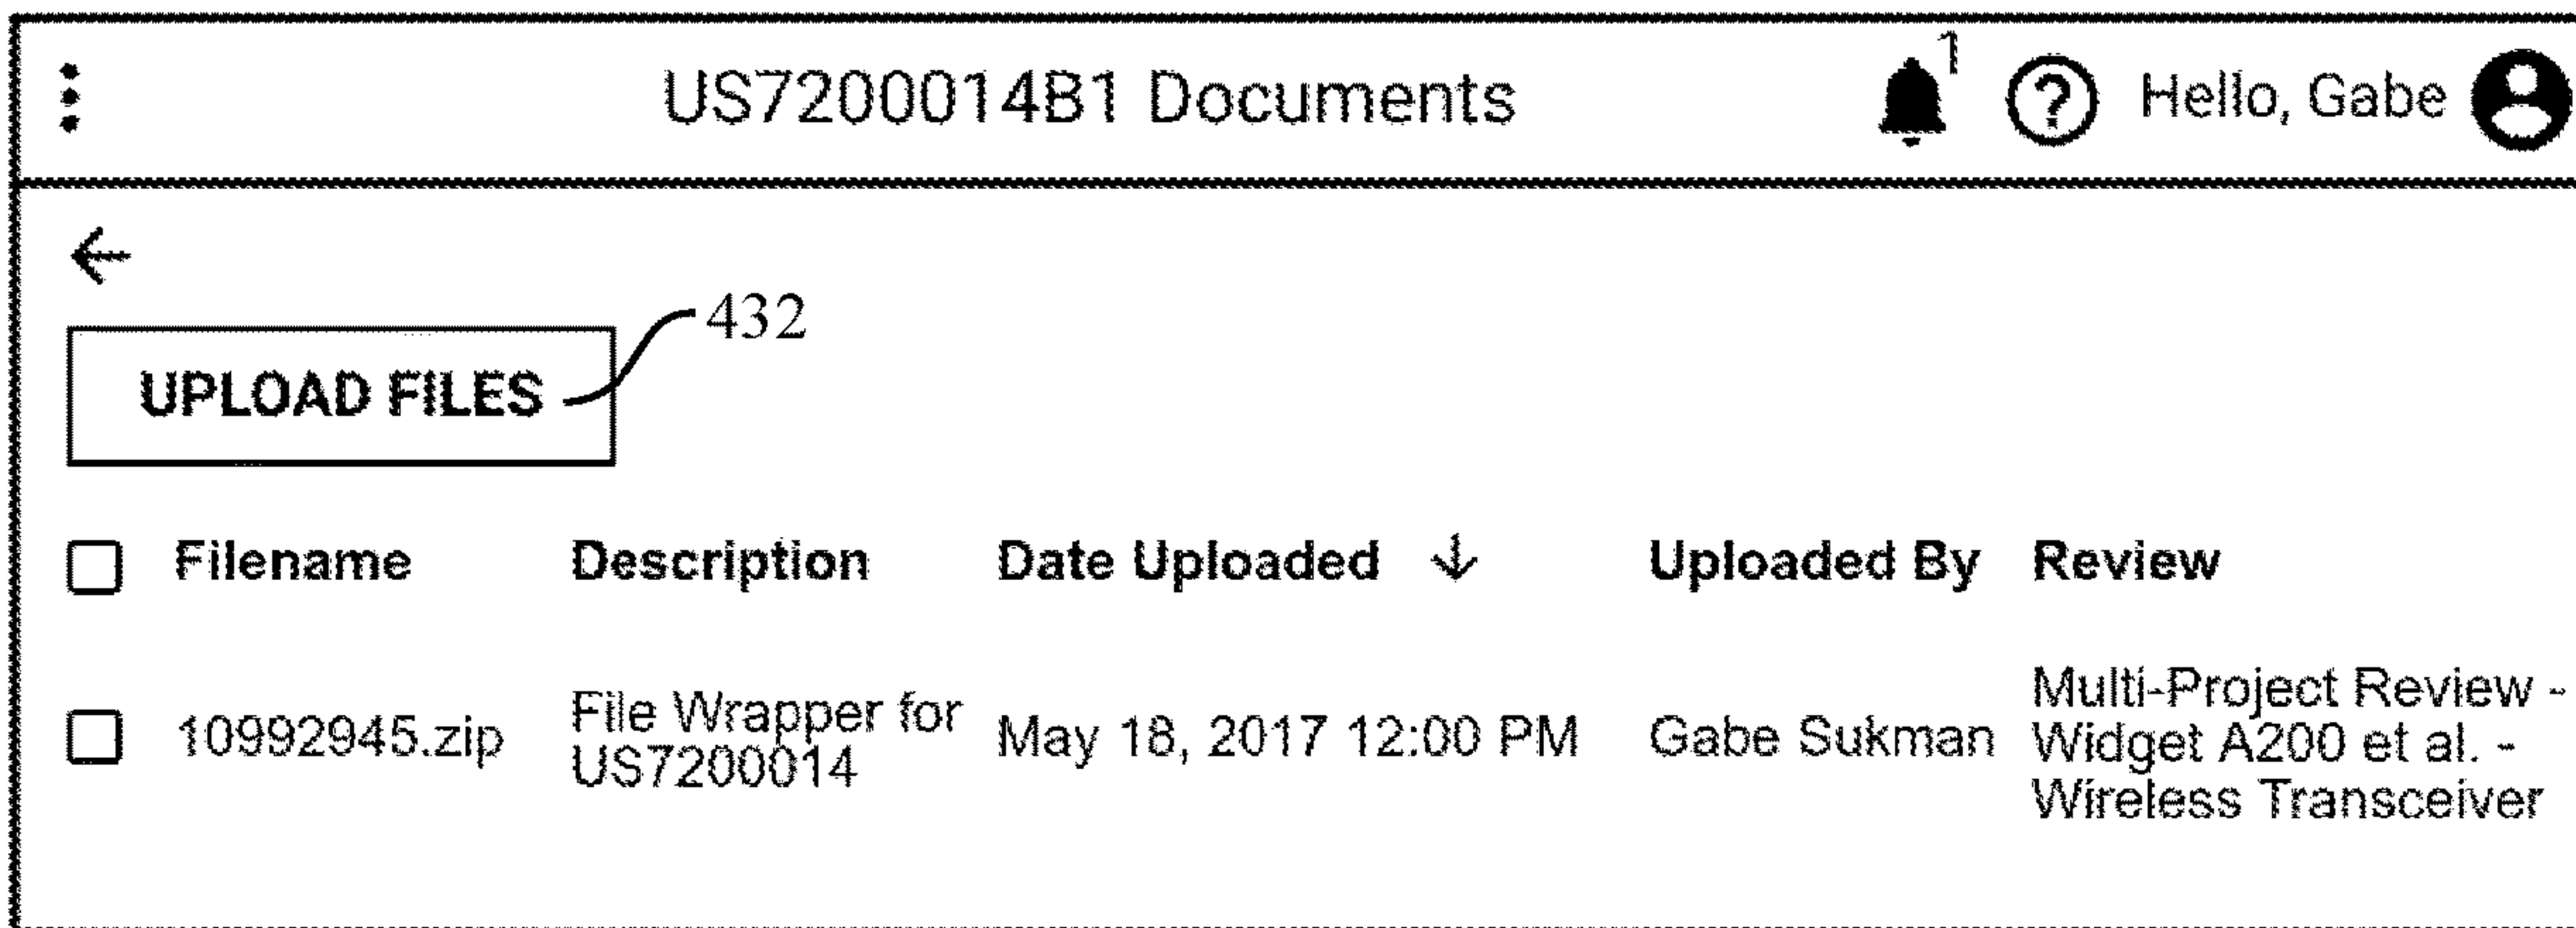 US7200014B1 Documents 1 ? Hello, Gabe
432
UPLOAD FILES
Filename Description Date Uploaded ↓ Uploaded By Review
10992945.zip File Wrapper for US7200014 May 18, 2017 12:00 PM Gabe Sukman Multi-Project Review - Widget A200 et al. - Wireless Transceiver